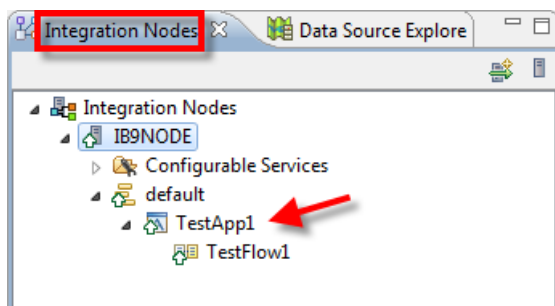 Integration Nodes Data Source Explore
Integration Nodes
IB9NODE
Configurable Services
default
TestApp1
TestFlow1